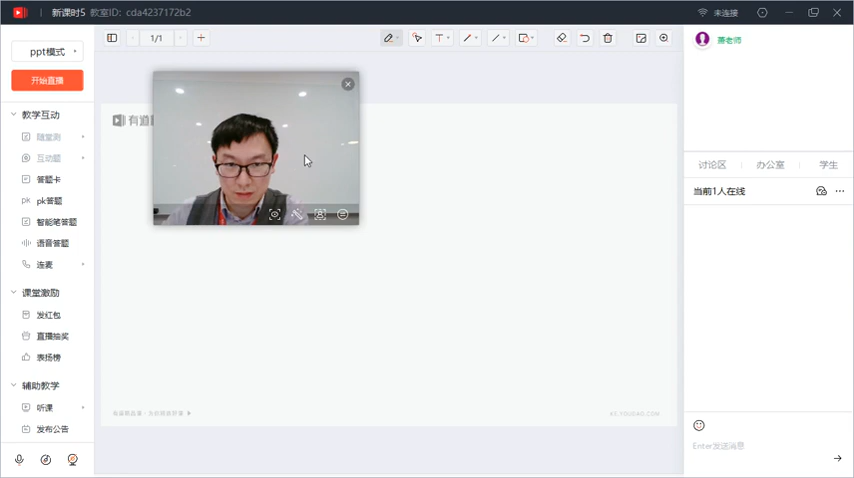 新课时5 教室ID: cda4237172b2
未连接
ppt模式
开始直播
教学互动
随堂测
互动题
答题卡
pk答题
智能笔答题
语音答题
连麦
课堂激励
发红包
直播抽奖
表扬榜
辅助教学
听课
发布公告
1/1
T
有道
KE.YOUDAO.COM
老师
讨论区
办公室
学生
当前1人在线
Enter发送消息